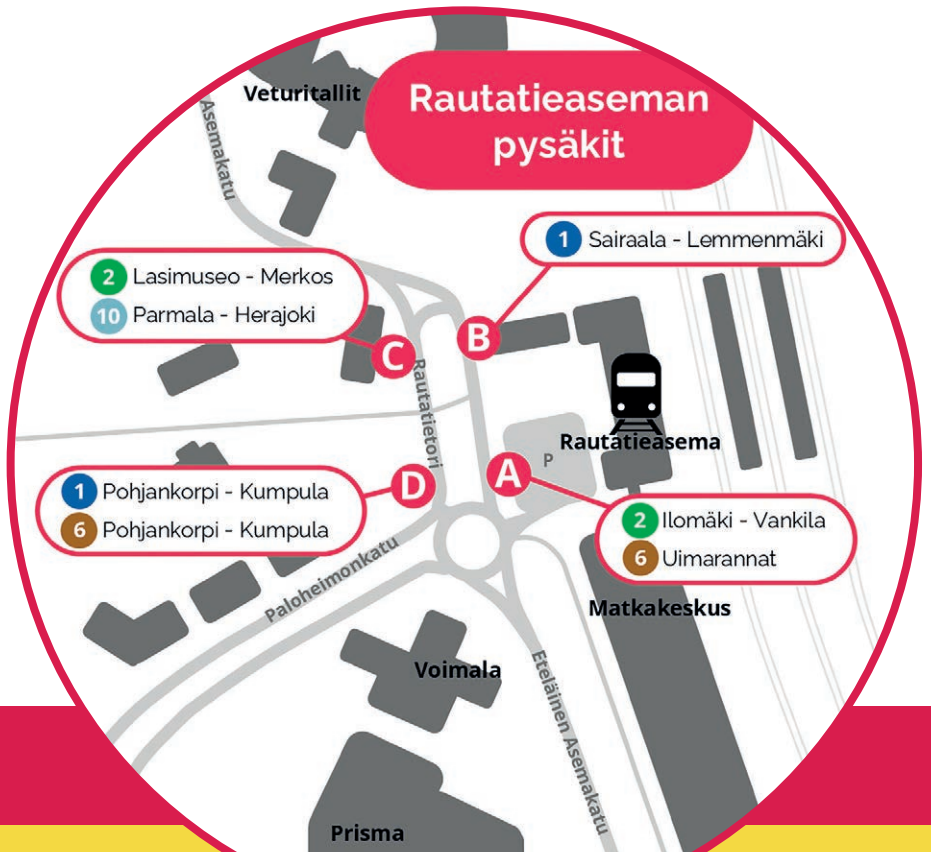 Rautatieaseman
pysäkit
Veturitallit
Asemakatu
1 Sairaala - Lemmenmäki
2 Lasimuseo - Merkos
10 Parmala - Herajoki
B
C
Rautatietori
Rautatieasema
P
A
D
1 Pohjankorpi - Kumpula
6 Pohjankorpi - Kumpula
2 Ilomäki - Vankila
6 Uimarannat
Paloheimonkatu
Matkakeskus
Voimala
Eteläinen Asemakatu
Prisma